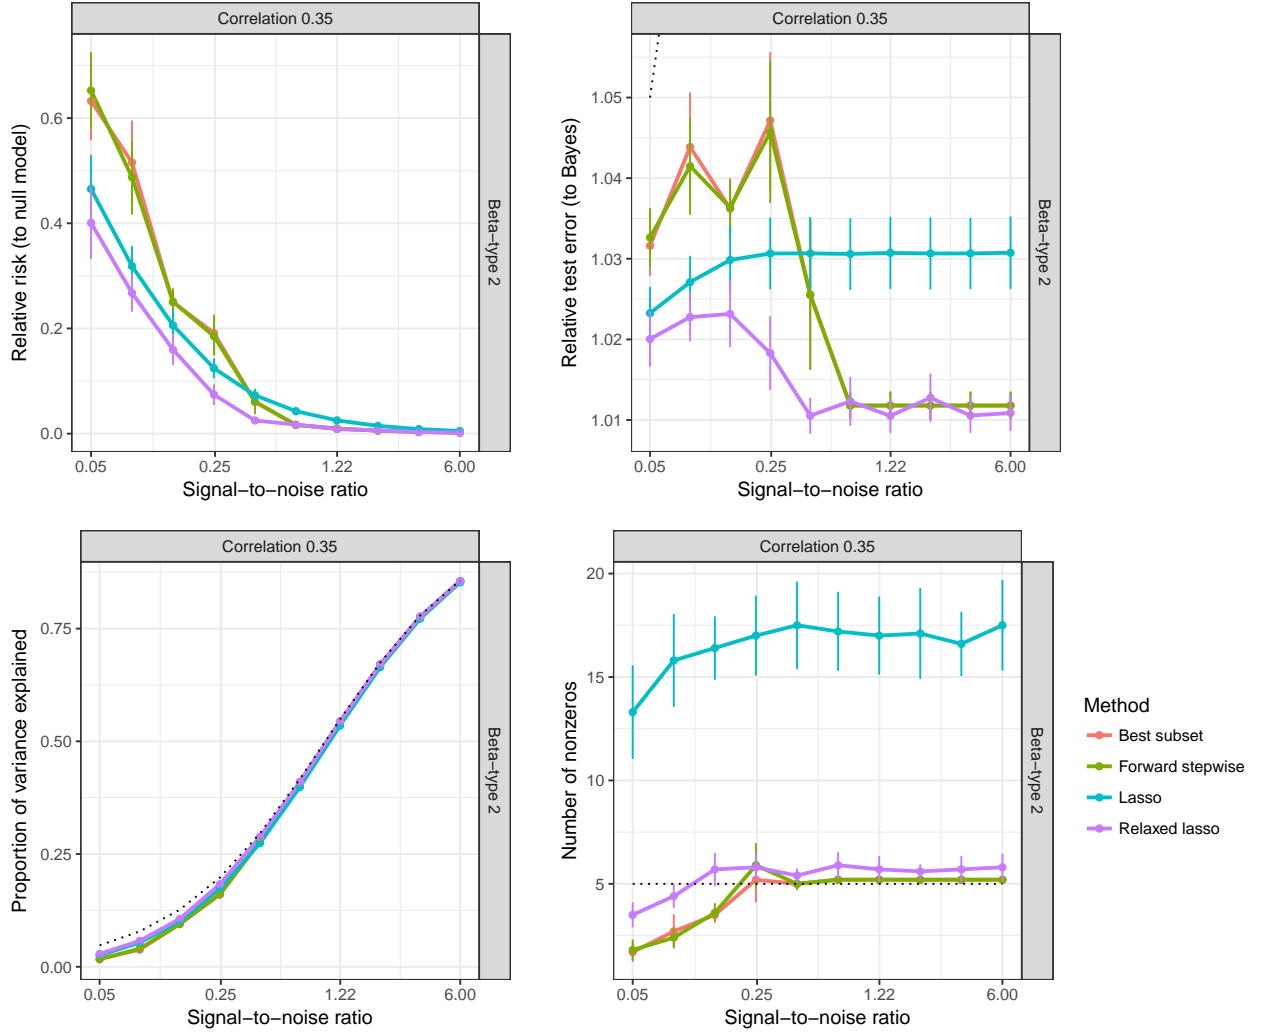 Correlation 0.35
Beta−type 2
Relative risk (to null model)
0.6
0.4
0.2
0.0
0.05
0.25
1.22
6.00
Signal−to−noise ratio
Correlation 0.35
Beta−type 2
Relative test error (to Bayes)
1.05
1.04
1.03
1.02
1.01
0.05
0.25
1.22
6.00
Signal−to−noise ratio
Correlation 0.35
Beta−type 2
Proportion of variance explained
0.75
0.50
0.25
0.00
0.05
0.25
1.22
6.00
Signal−to−noise ratio
Correlation 0.35
Beta−type 2
Number of nonzeros
20
15
10
5
0.05
0.25
1.22
6.00
Signal−to−noise ratio
Method
Best subset
Forward stepwise
Lasso
Relaxed lasso